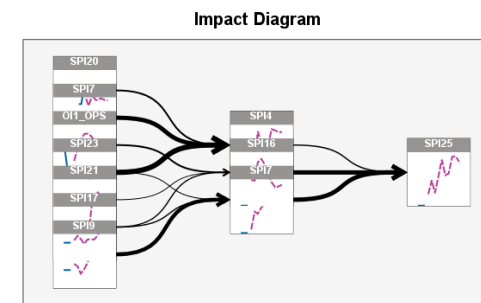 Impact Diagram
SPI20
SPI7
OI1_OPS
SPI23
SPI21
SPI17
SPI9
SPI4
SPI16
SPI7
SPI25